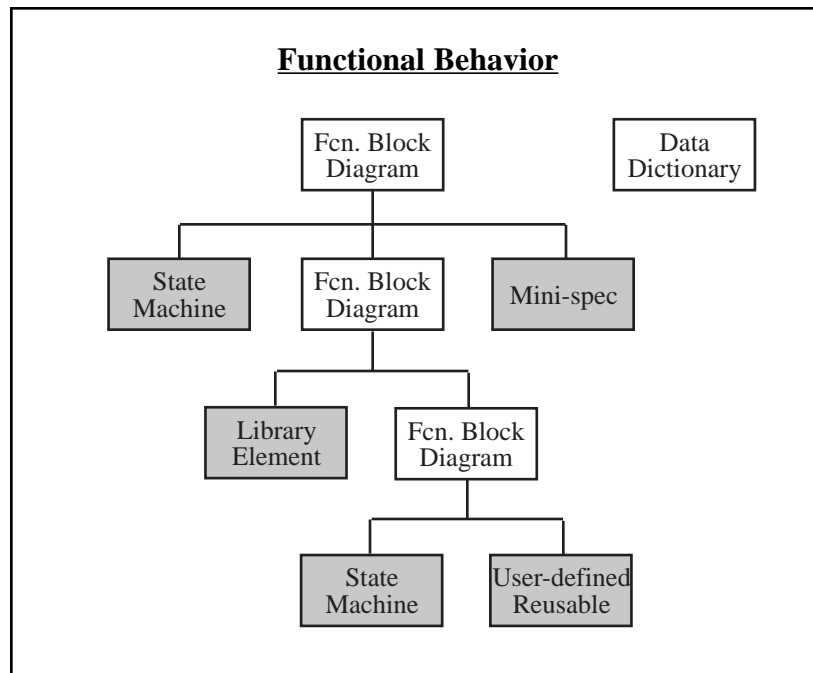 Functional Behavior
Fcn. Block
Diagram
Data
Dictionary
State
Machine
Fcn. Block
Diagram
Mini-spec
Library
Element
Fcn. Block
Diagram
State
Machine
User-defined
Reusable